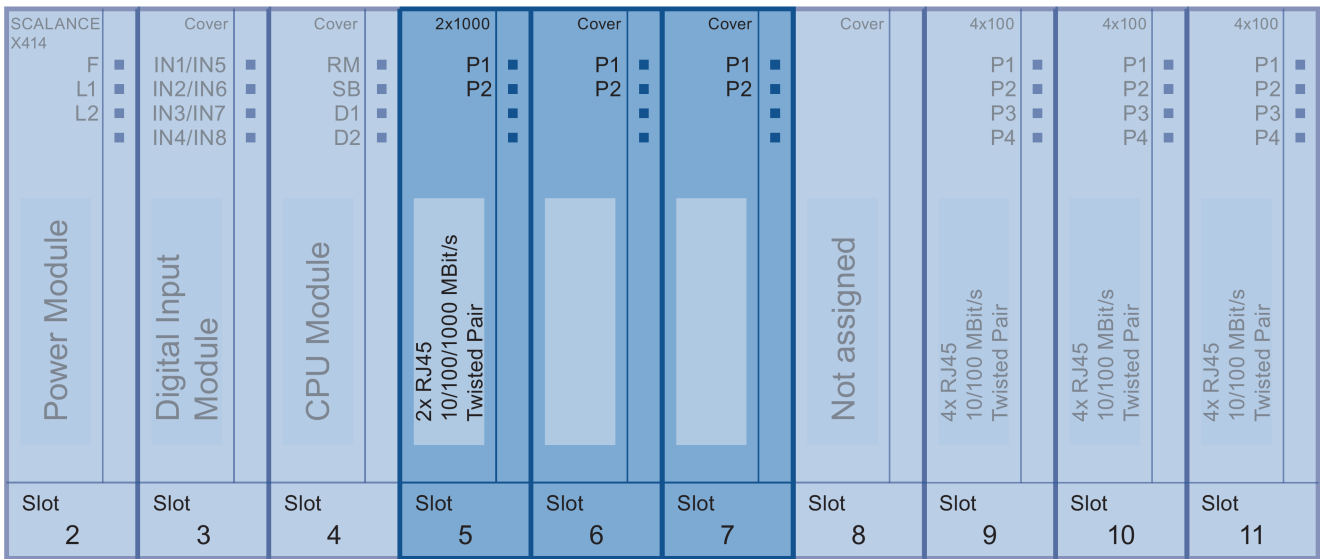 SCALANCE
X414
F
L1
L2
Power Module
Slot
2
Cover
IN1/IN5
IN2/IN6
IN3/IN7
IN4/IN8
Digital Input
Module
Slot
3
Cover
RM
SB
D1
D2
CPU Module
Slot
4
2x1000
P1
P2
2x RJ45
10/100/1000 MBit/s
Twisted Pair
Slot
5
Cover
P1
P2
Slot
6
Cover
P1
P2
Slot
7
Cover
Not assigned
Slot
8
4x100
P1
P2
P3
P4
4x RJ45
10/100 MBit/s
Twisted Pair
Slot
9
4x100
P1
P2
P3
P4
4x RJ45
10/100 MBit/s
Twisted Pair
Slot
10
4x100
P1
P2
P3
P4
4x RJ45
10/100 MBit/s
Twisted Pair
Slot
11